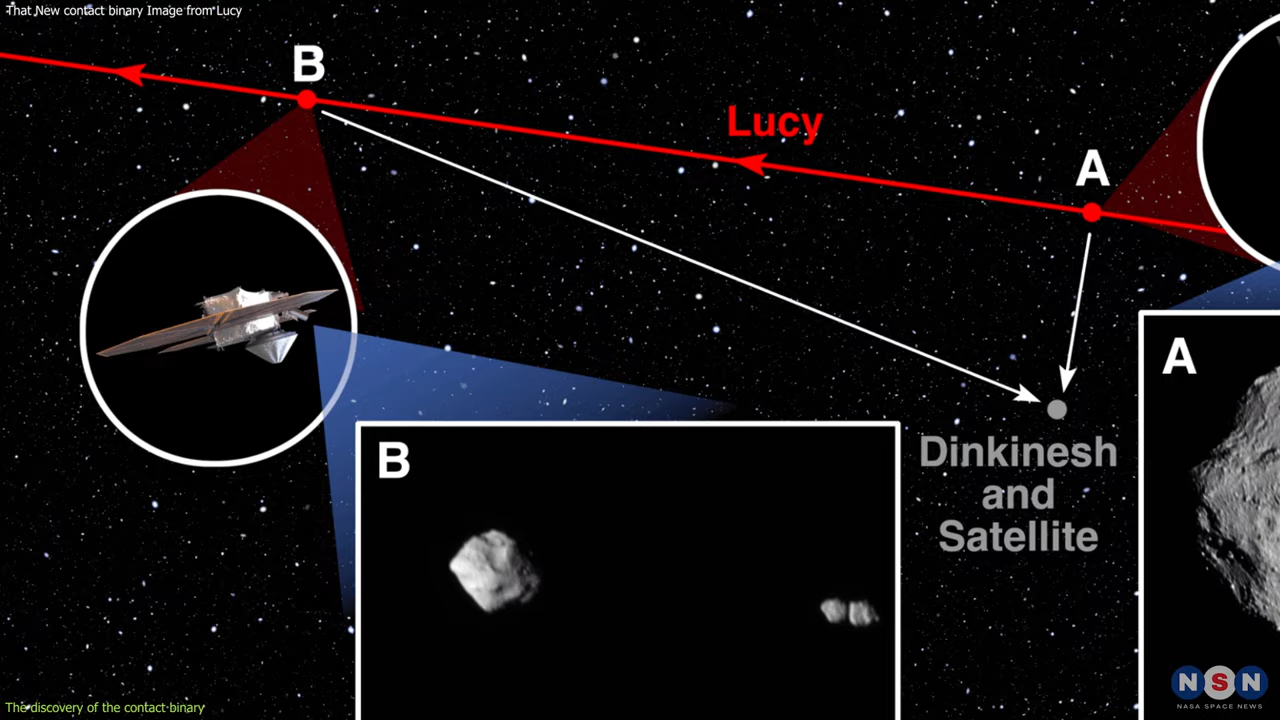 That New contact binary Image from Lucy
B
Lucy
A
A
B
Dinkinesh
and
Satellite
NSN
NASA SPACE NEWS
The discovery of the contact binary